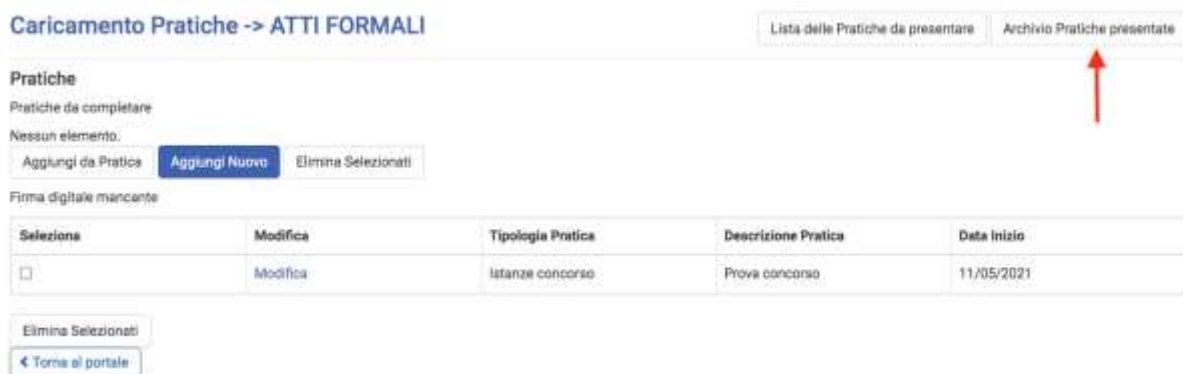 Caricamento Pratiche -> ATTI FORMALI
Lista delle Pratiche da presentare
Archivio Pratiche presentate
Pratiche
Pratiche da completare
Nessun elemento.
Aggiungi da Pratica Aggiungi Nuovo Elimina Selezionati
Firma digitale mancante
Seleziona Modifica Tipologia Pratica Descrizione Pratica Data Inizio
Modifica Istanze concorso Prova concorso 11/05/2021
Elimina Selezionati
Torna al portale